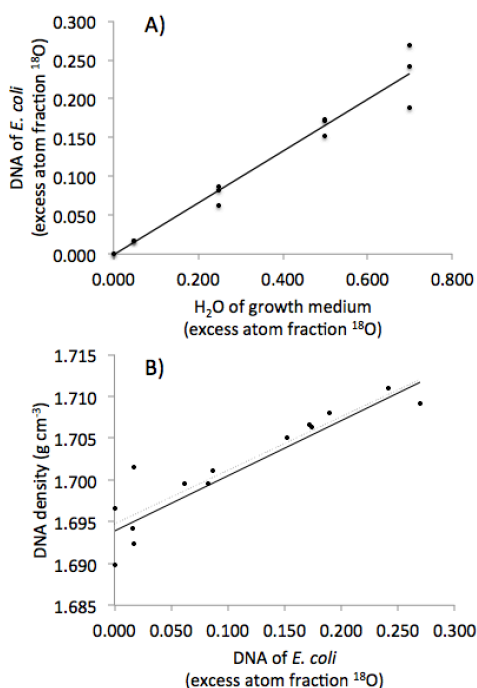 A)
DNA of E. coli
(excess atom fraction ¹⁸O)
0.300
0.250
0.200
0.150
0.100
0.050
0.000
0.000 0.200 0.400 0.600 0.800
H₂O of growth medium
(excess atom fraction ¹⁸O)
B)
DNA density (g cm⁻³)
1.715
1.710
1.705
1.700
1.695
1.690
1.685
0.000 0.050 0.100 0.150 0.200 0.250 0.300
DNA of E. coli
(excess atom fraction ¹⁸O)